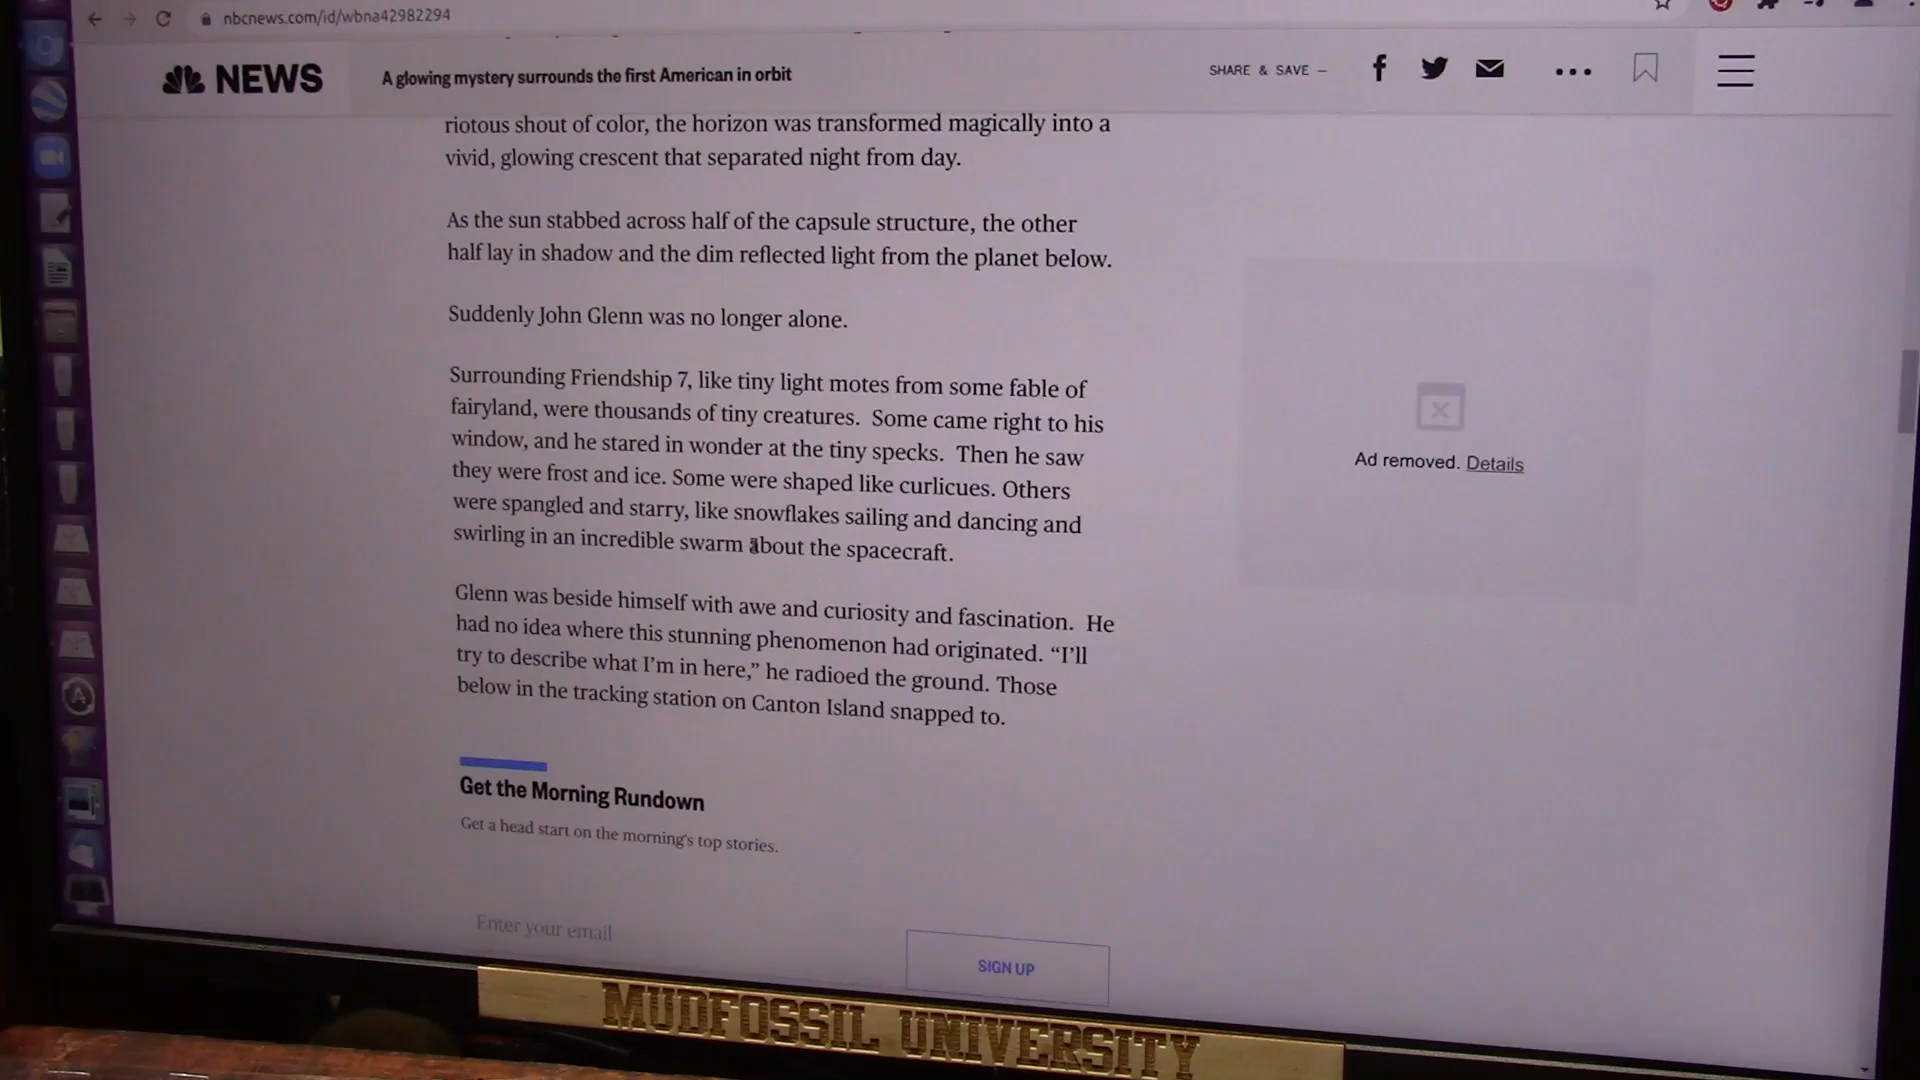 nbcnews.com/id/wbna42982294
NEWS
A glowing mystery surrounds the first American in orbit
SHARE & SAVE —
riotous shout of color, the horizon was transformed magically into a
vivid, glowing crescent that separated night from day.
As the sun stabbed across half of the capsule structure, the other
half lay in shadow and the dim reflected light from the planet below.
Suddenly John Glenn was no longer alone.
Surrounding Friendship 7, like tiny light motes from some fable of
fairyland, were thousands of tiny creatures.  Some came right to his
window, and he stared in wonder at the tiny specks.  Then he saw
they were frost and ice. Some were shaped like curlicues. Others
were spangled and starry, like snowflakes sailing and dancing and
swirling in an incredible swarm about the spacecraft.
Glenn was beside himself with awe and curiosity and fascination.  He
had no idea where this stunning phenomenon had originated. “I’ll
try to describe what I’m in here,” he radioed the ground. Those
below in the tracking station on Canton Island snapped to.
Ad removed. Details
Get the Morning Rundown
Get a head start on the morning's top stories.
Enter your email
SIGN UP
MUDFOSSIL UNIVERSITY